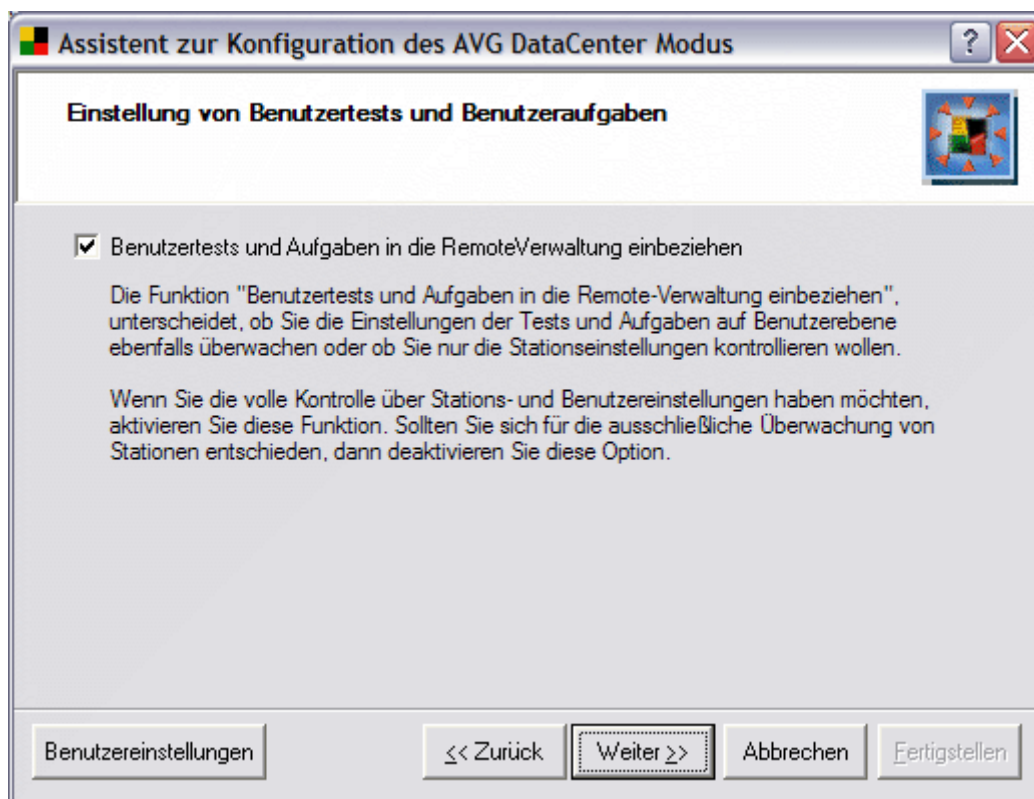 Assistent zur Konfiguration des AVG DataCenter Modus
?
Einstellung von Benutzertests und Benutzeraufgaben
Benutzertests und Aufgaben in die RemoteVerwaltung einbeziehen
Die Funktion "Benutzertests und Aufgaben in die Remote-Verwaltung einbeziehen",
unterscheidet, ob Sie die Einstellungen der Tests und Aufgaben auf Benutzerebene
ebenfalls überwachen oder ob Sie nur die Stationseinstellungen kontrollieren wollen.
Wenn Sie die volle Kontrolle über Stations- und Benutzereinstellungen haben möchten,
aktivieren Sie diese Funktion. Sollten Sie sich für die ausschließliche Überwachung von
Stationen entschieden, dann deaktivieren Sie diese Option.
Benutzereinstellungen
<< Zurück
Weiter >>
Abbrechen
Fertigstellen